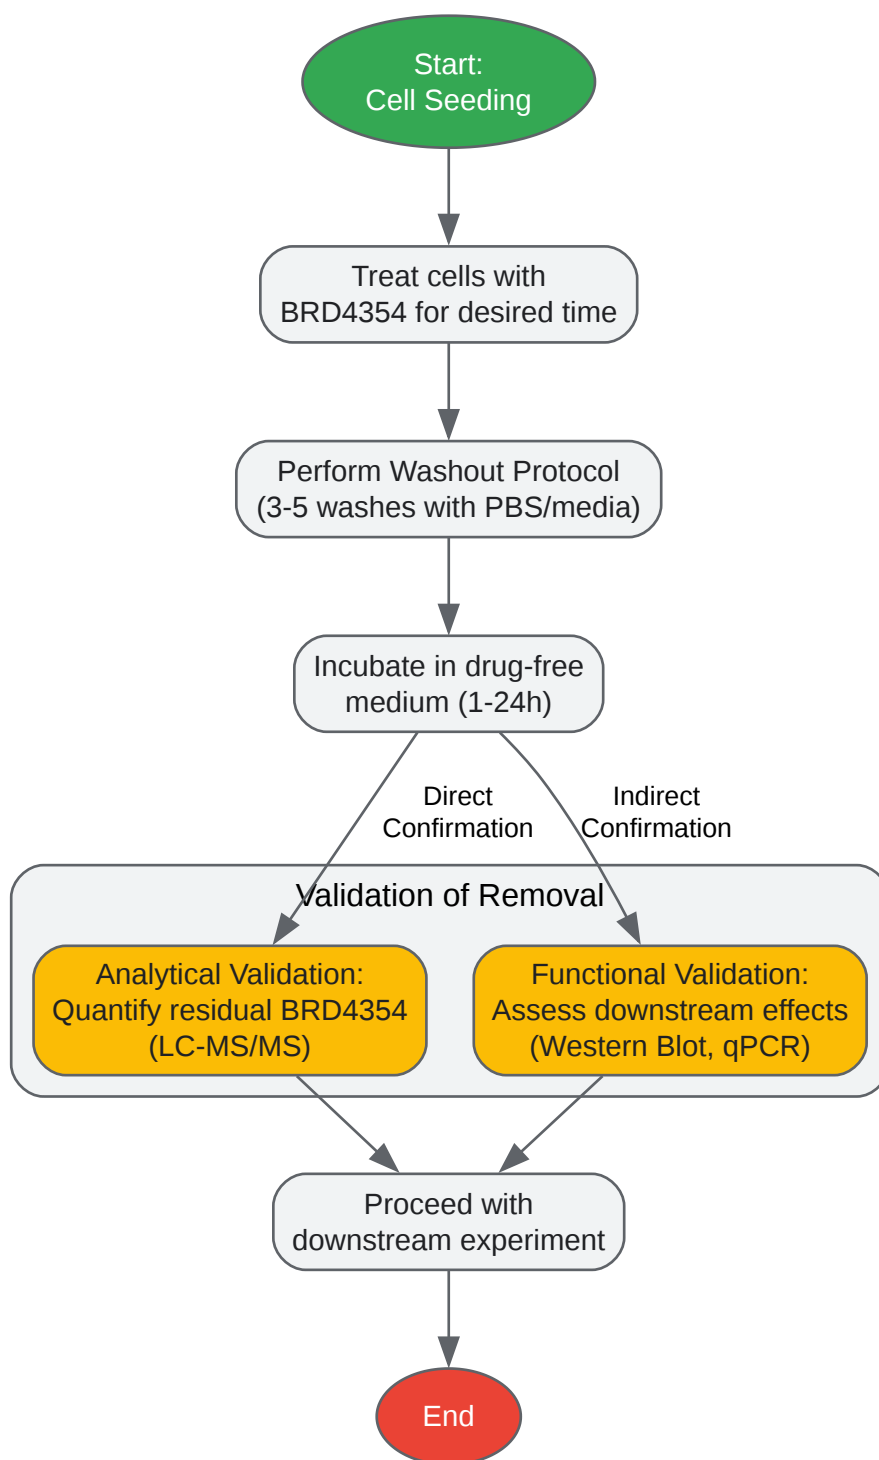 Start:
Cell Seeding
Treat cells with
BRD4354 for desired time
Perform Washout Protocol
(3-5 washes with PBS/media)
Incubate in drug-free
medium (1-24h)
Direct
Confirmation
Indirect
Confirmation
Validation of Removal
Analytical Validation:
Quantify residual BRD4354
(LC-MS/MS)
Functional Validation:
Assess downstream effects
(Western Blot, qPCR)
Proceed with
downstream experiment
End